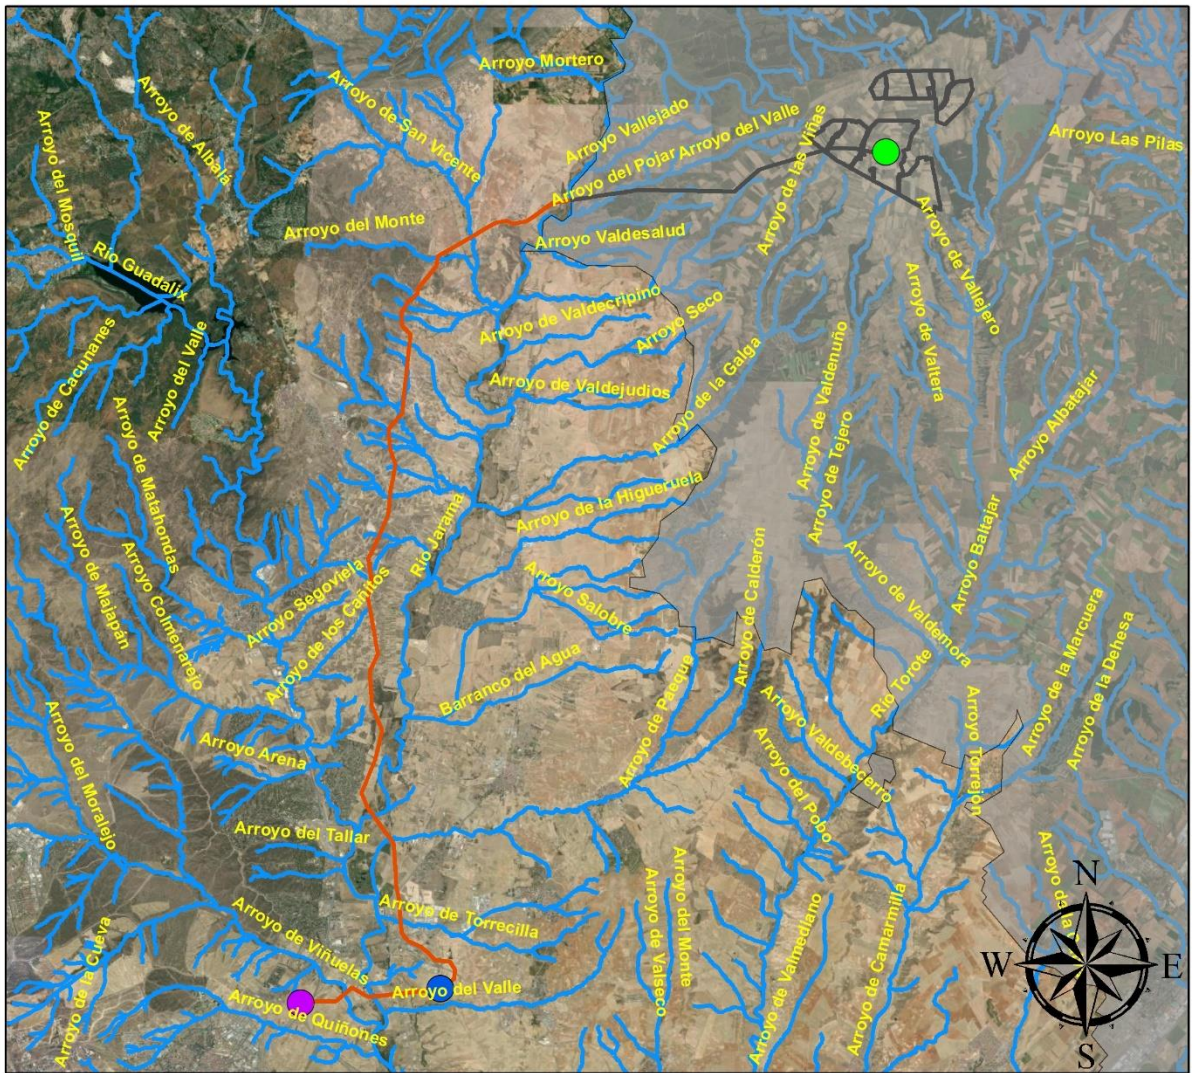 Arroyo Mortero
Arroyo de Albalá
Arroyo de San Vicente
Arroyo del Mosquil
Arroyo Vallejado
Arroyo del Valle
Arroyo del Pojar
Arroyo de las Viñas
Arroyo Las Pilas
Arroyo del Monte
Arroyo Valdesalud
Río Guadalix
Arroyo de Vallejero
Arroyo de Valdecripino
Arroyo Seco
Arroyo de Valtera
Arroyo de Cacunanes
Arroyo del Valle
Arroyo de Valdejudios
Arroyo de la Galga
Arroyo de Valdenuño
Arroyo de Tejero
Arroyo Albatajar
Arroyo de Matahondas
Arroyo de la Higueruela
Río Jarama
Arroyo Baltajar
Arroyo de Majapán
Arroyo Colmenarejo
Arroyo Segoviela
Arroyo de los Cañitos
Arroyo Salobre
Arroyo de Calderón
Arroyo de Valdemora
Arroyo de la Marcuera
Arroyo de la Dehesa
Barranco del Agua
Arroyo de Paeque
Río Torote
Arroyo Valdebecerro
Arroyo del Pobo
Arroyo Torrejón
Arroyo Arena
Arroyo del Moralejo
Arroyo del Tallar
Arroyo de Torrecilla
Arroyo de Valseco
Arroyo del Monte
Arroyo de Valmedlano
Arroyo de Camarmilla
Arroyo de la
Arroyo de Viñuelas
Arroyo de la Cueva
Arroyo del Valle
Arroyo de Quiñones
N
W
E
S